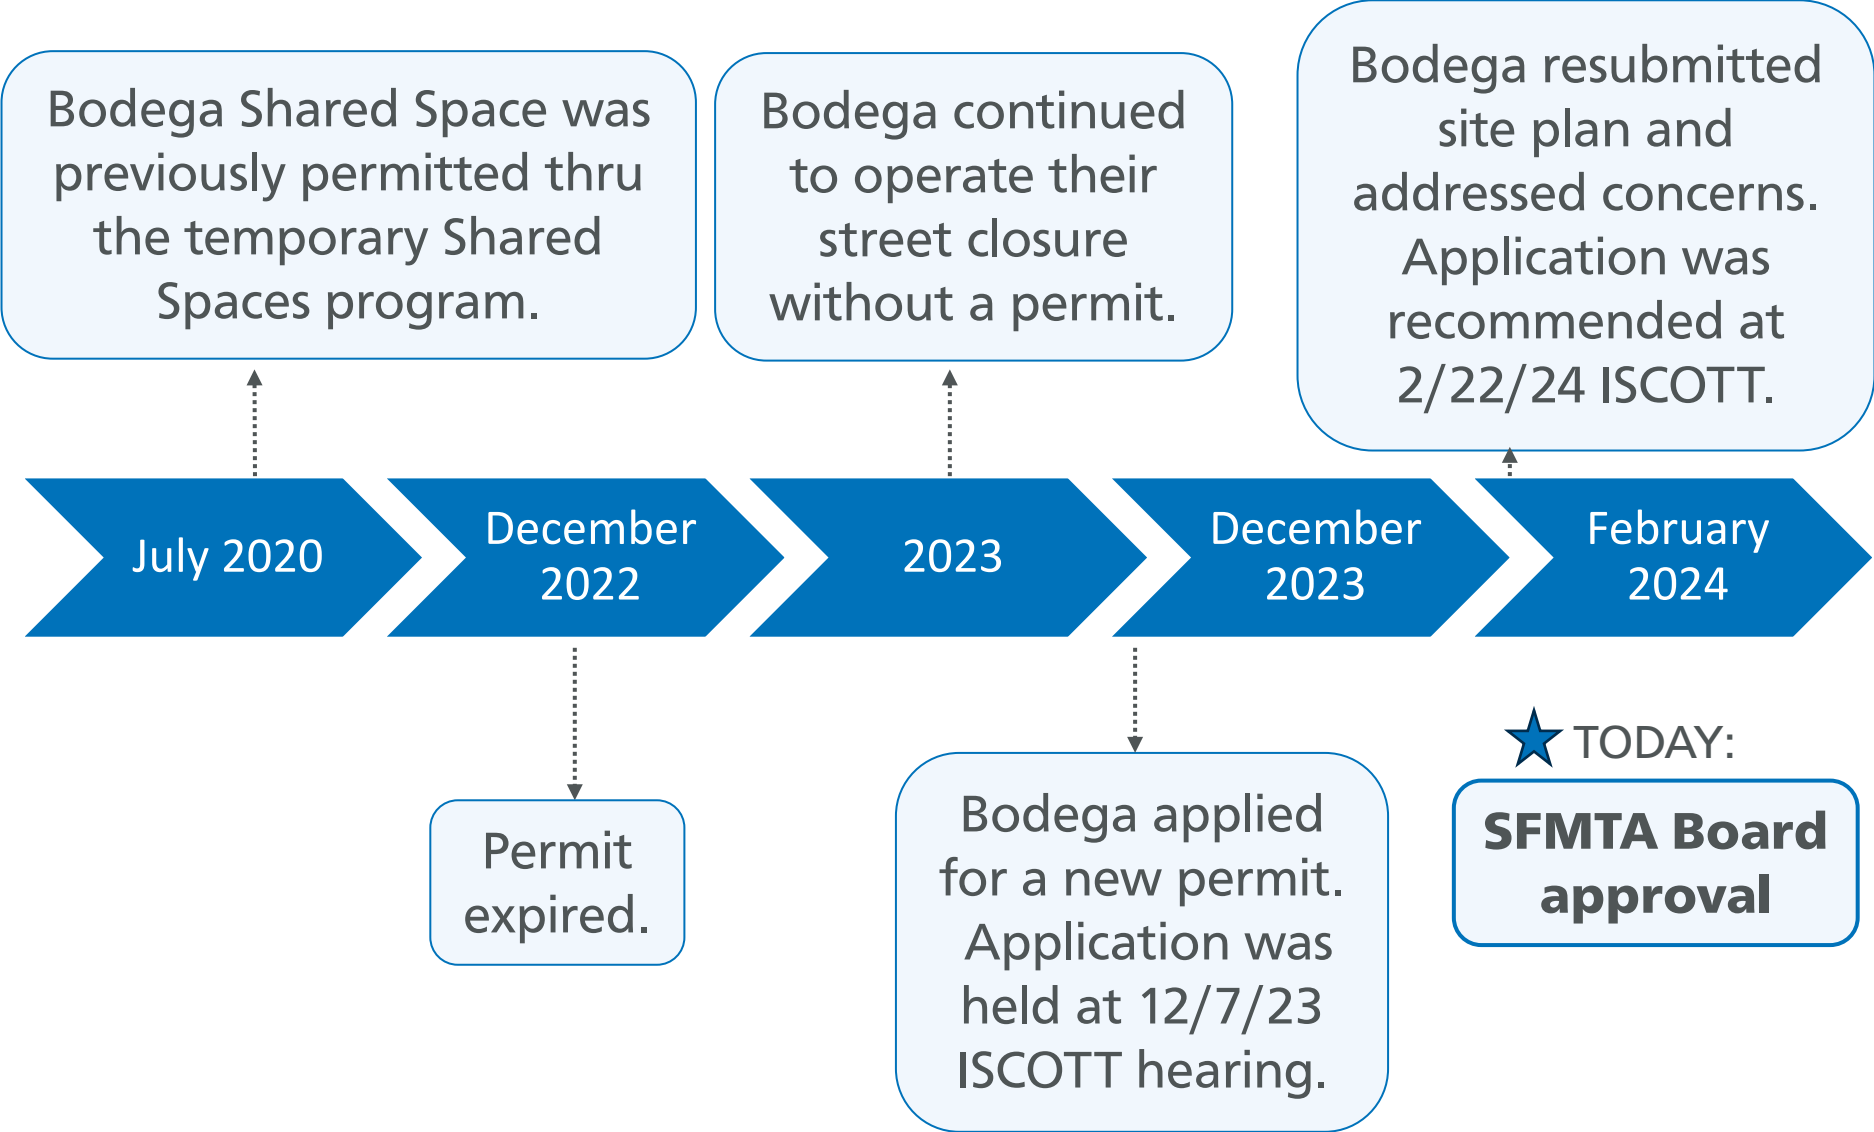 Bodega Shared Space was
previously permitted thru
the temporary Shared
Spaces program.
Bodega continued
to operate their
street closure
without a permit.
Bodega resubmitted
site plan and
addressed concerns.
Application was
recommended at
2/22/24 ISCOTT.
July 2020
December
2022
2023
December
2023
February
2024
Permit
expired.
Bodega applied
for a new permit.
Application was
held at 12/7/23
ISCOTT hearing.
TODAY:
SFMTA Board
approval